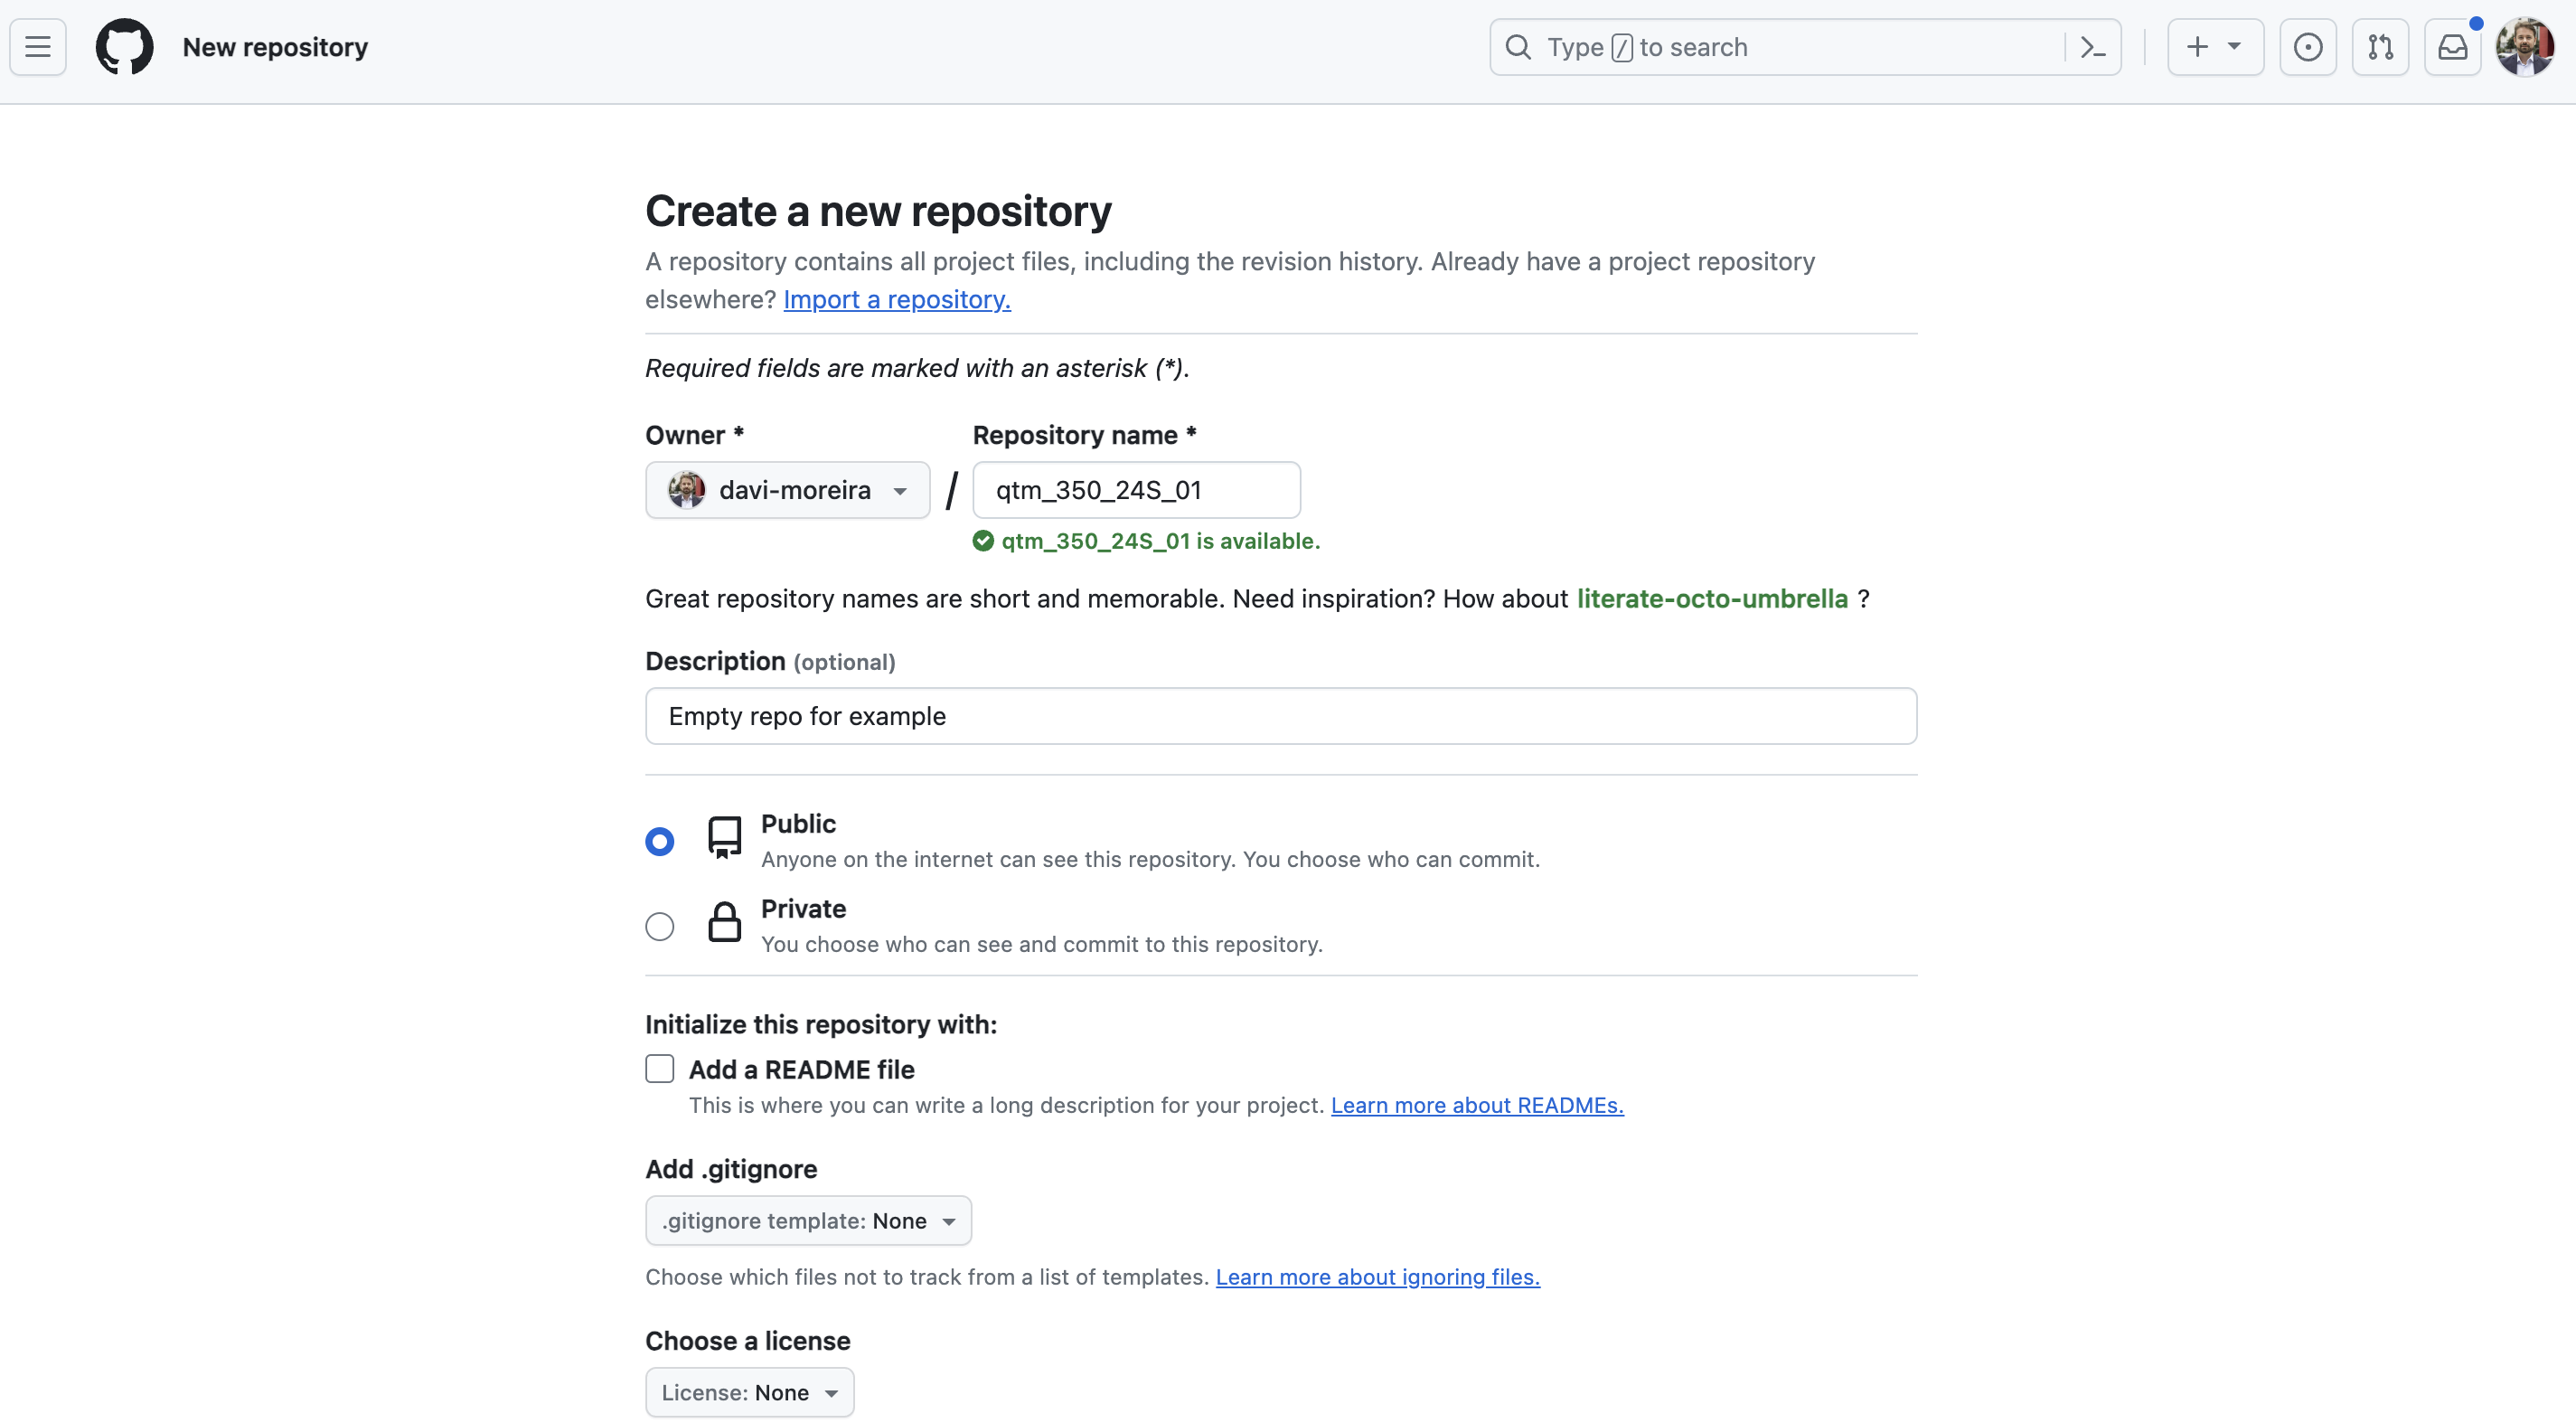 New repository
Type / to search
Create a new repository
A repository contains all project files, including the revision history. Already have a project repository
elsewhere? Import a repository.
Required fields are marked with an asterisk (*).
Owner * Repository name *
davi-moreira / qtm_350_24S_01
qtm_350_24S_01 is available.
Great repository names are short and memorable. Need inspiration? How about literate-octo-umbrella ?
Description (optional)
Empty repo for example
Public
Anyone on the internet can see this repository. You choose who can commit.
Private
You choose who can see and commit to this repository.
Initialize this repository with:
Add a README file
This is where you can write a long description for your project. Learn more about READMEs.
Add .gitignore
.gitignore template: None
Choose which files not to track from a list of templates. Learn more about ignoring files.
Choose a license
License: None